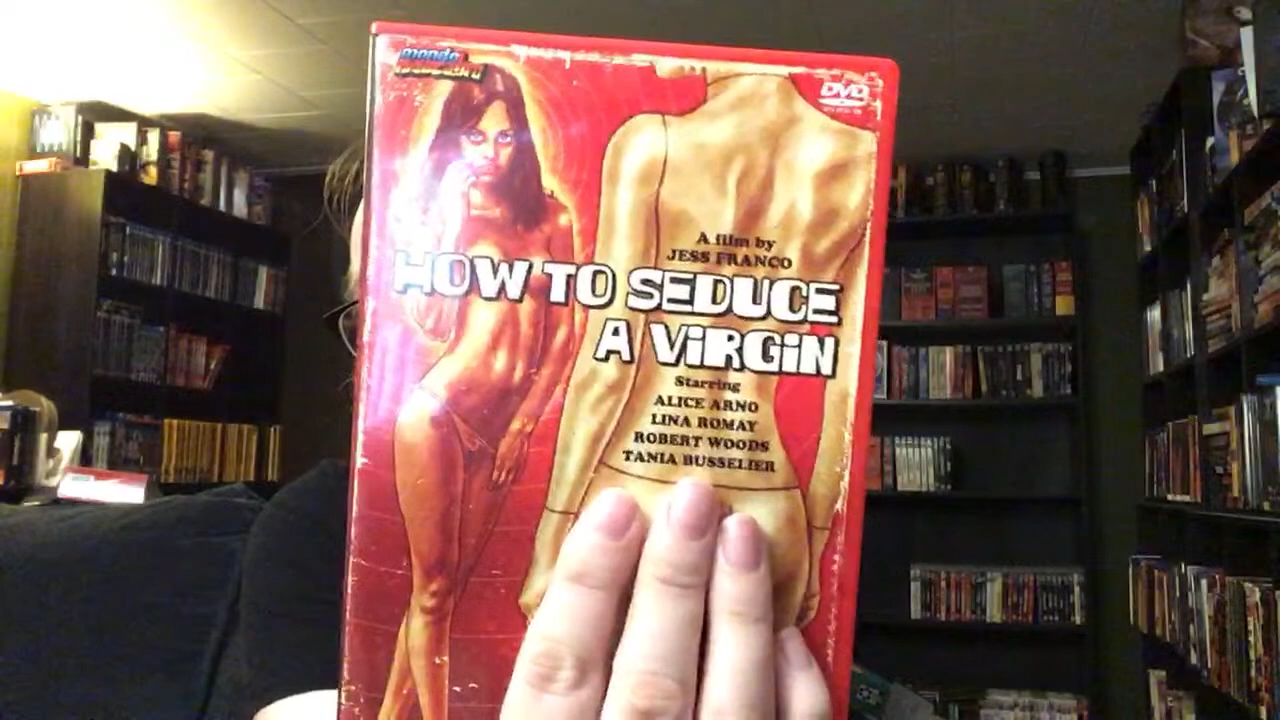 mondo
macabro
DVD
A film by
JESS FRANCO
HOW TO SEDUCE
A ViRGiN
Starring
ALICE ARNO
LINA ROMAY
ROBERT WOODS
TANIA BUSSELIER